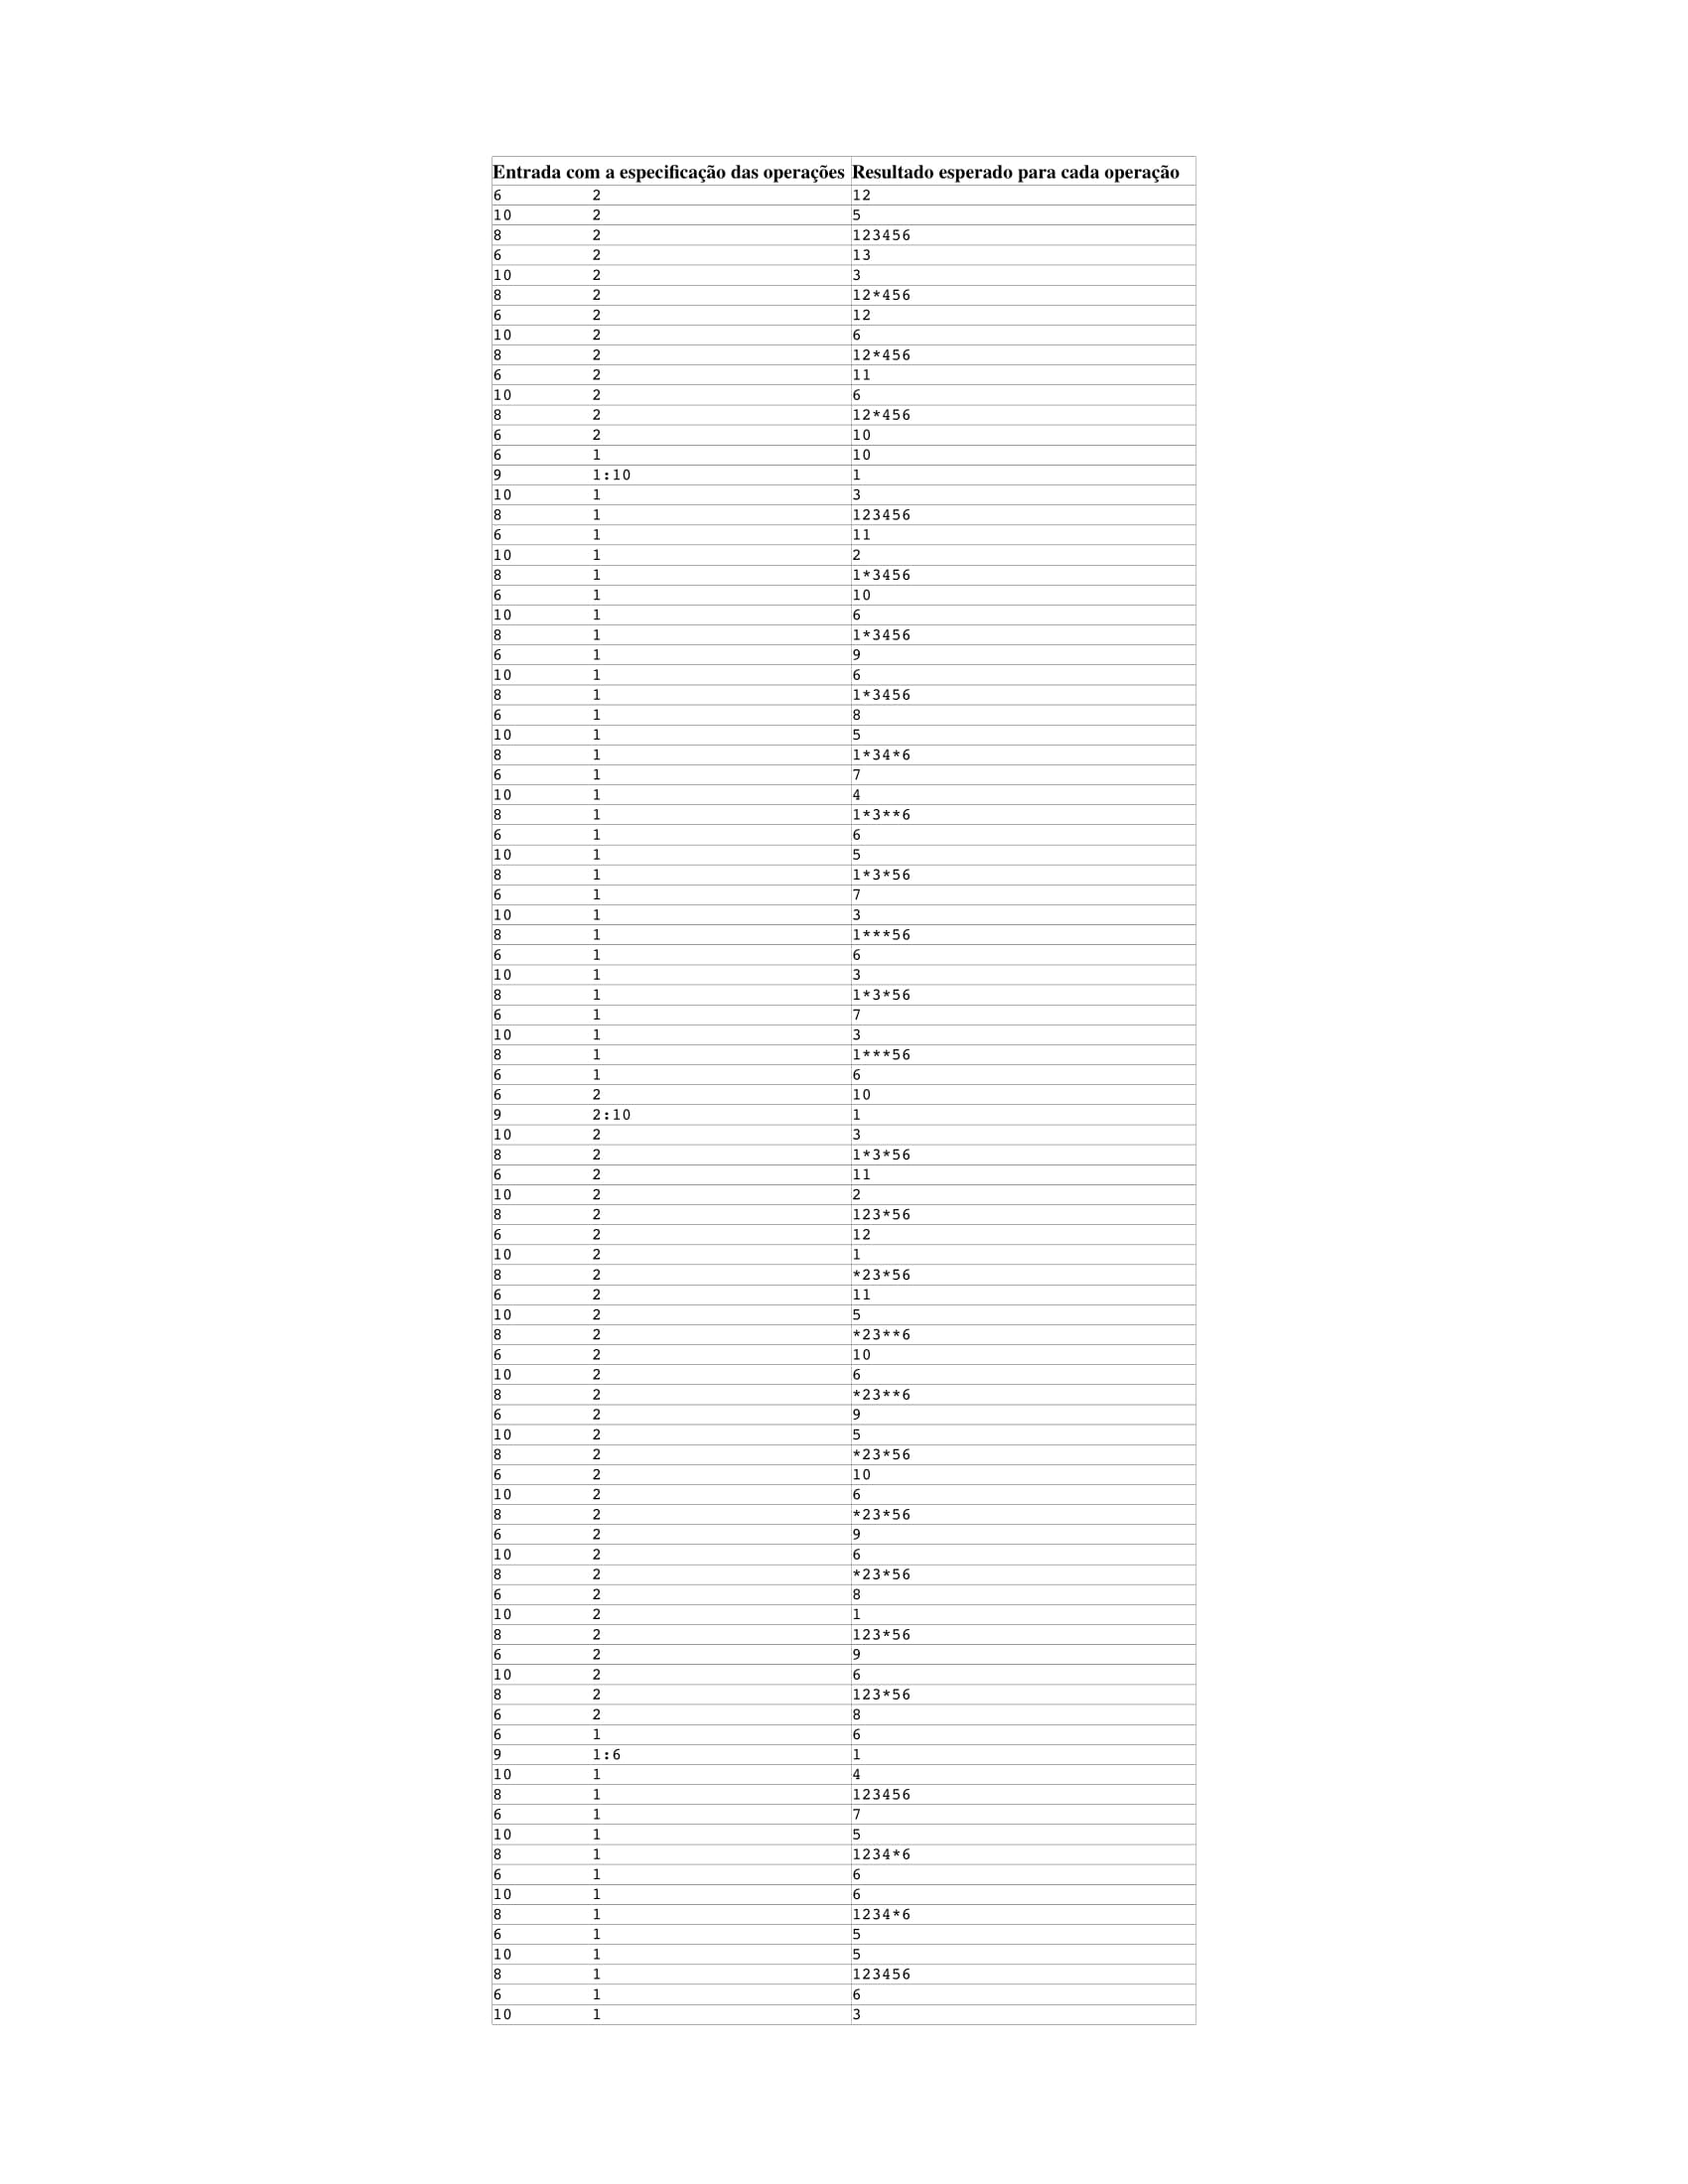 Entrada com a especificação das operações Resultado esperado para cada operação
6 2 12
10 2 5
8 2 123456
6 2 13
10 2 3
8 2 12*456
6 2 12
10 2 6
8 2 12*456
6 2 11
10 2 6
8 2 12*456
6 2 10
6 1 10
9 1:10 1
10 1 3
8 1 123456
6 1 11
10 1 2
8 1 1*3456
6 1 10
10 1 6
8 1 1*3456
6 1 9
10 1 6
8 1 1*3456
6 1 8
10 1 5
8 1 1*34*6
6 1 7
10 1 4
8 1 1*3**6
6 1 6
10 1 5
8 1 1*3*56
6 1 7
10 1 3
8 1 1***56
6 1 6
10 1 3
8 1 1*3*56
6 1 7
10 1 3
8 1 1***56
6 1 6
6 2 10
9 2:10 1
10 2 3
8 2 1*3*56
6 2 11
10 2 2
8 2 123*56
6 2 12
10 2 1
8 2 *23*56
6 2 11
10 2 5
8 2 *23**6
6 2 10
10 2 6
8 2 *23**6
6 2 9
10 2 5
8 2 *23*56
6 2 10
10 2 6
8 2 *23*56
6 2 9
10 2 6
8 2 *23*56
6 2 8
10 2 1
8 2 123*56
6 2 9
10 2 6
8 2 123*56
6 2 8
6 1 6
9 1:6 1
10 1 4
8 1 123456
6 1 7
10 1 5
8 1 1234*6
6 1 6
10 1 6
8 1 1234*6
6 1 5
10 1 5
8 1 123456
6 1 6
10 1 3